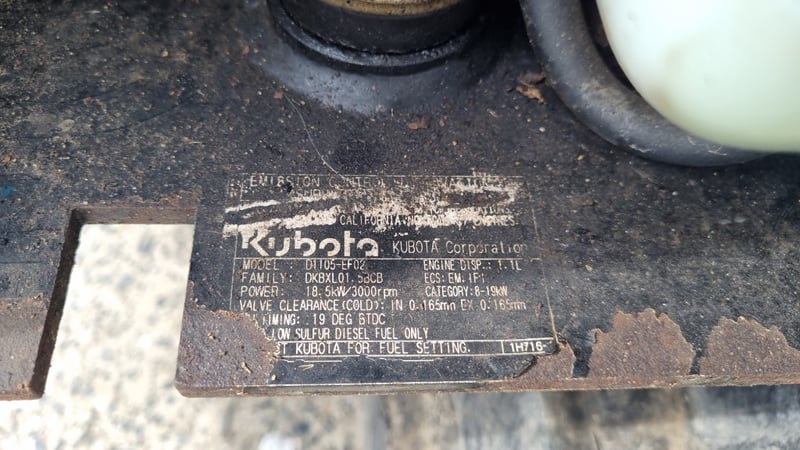 EMISSION CONTROL
CALIFORNIA
Kubota KUBOTA Corporation
MODEL: D1105-EF02 ENGINE DISP.: 1.1L
FAMILY: DKBXL01.5BCB ECS: EM, IFI
POWER: 18.5kW/3000rpm CATEGORY: 8-19kW
VALVE CLEARANCE(COLD): IN 0.165mm EX 0.165mm
TIMING: 19 DEG BTDC
LOW SULFUR DIESEL FUEL ONLY
KUBOTA FOR FUEL SETTING. 1H716-